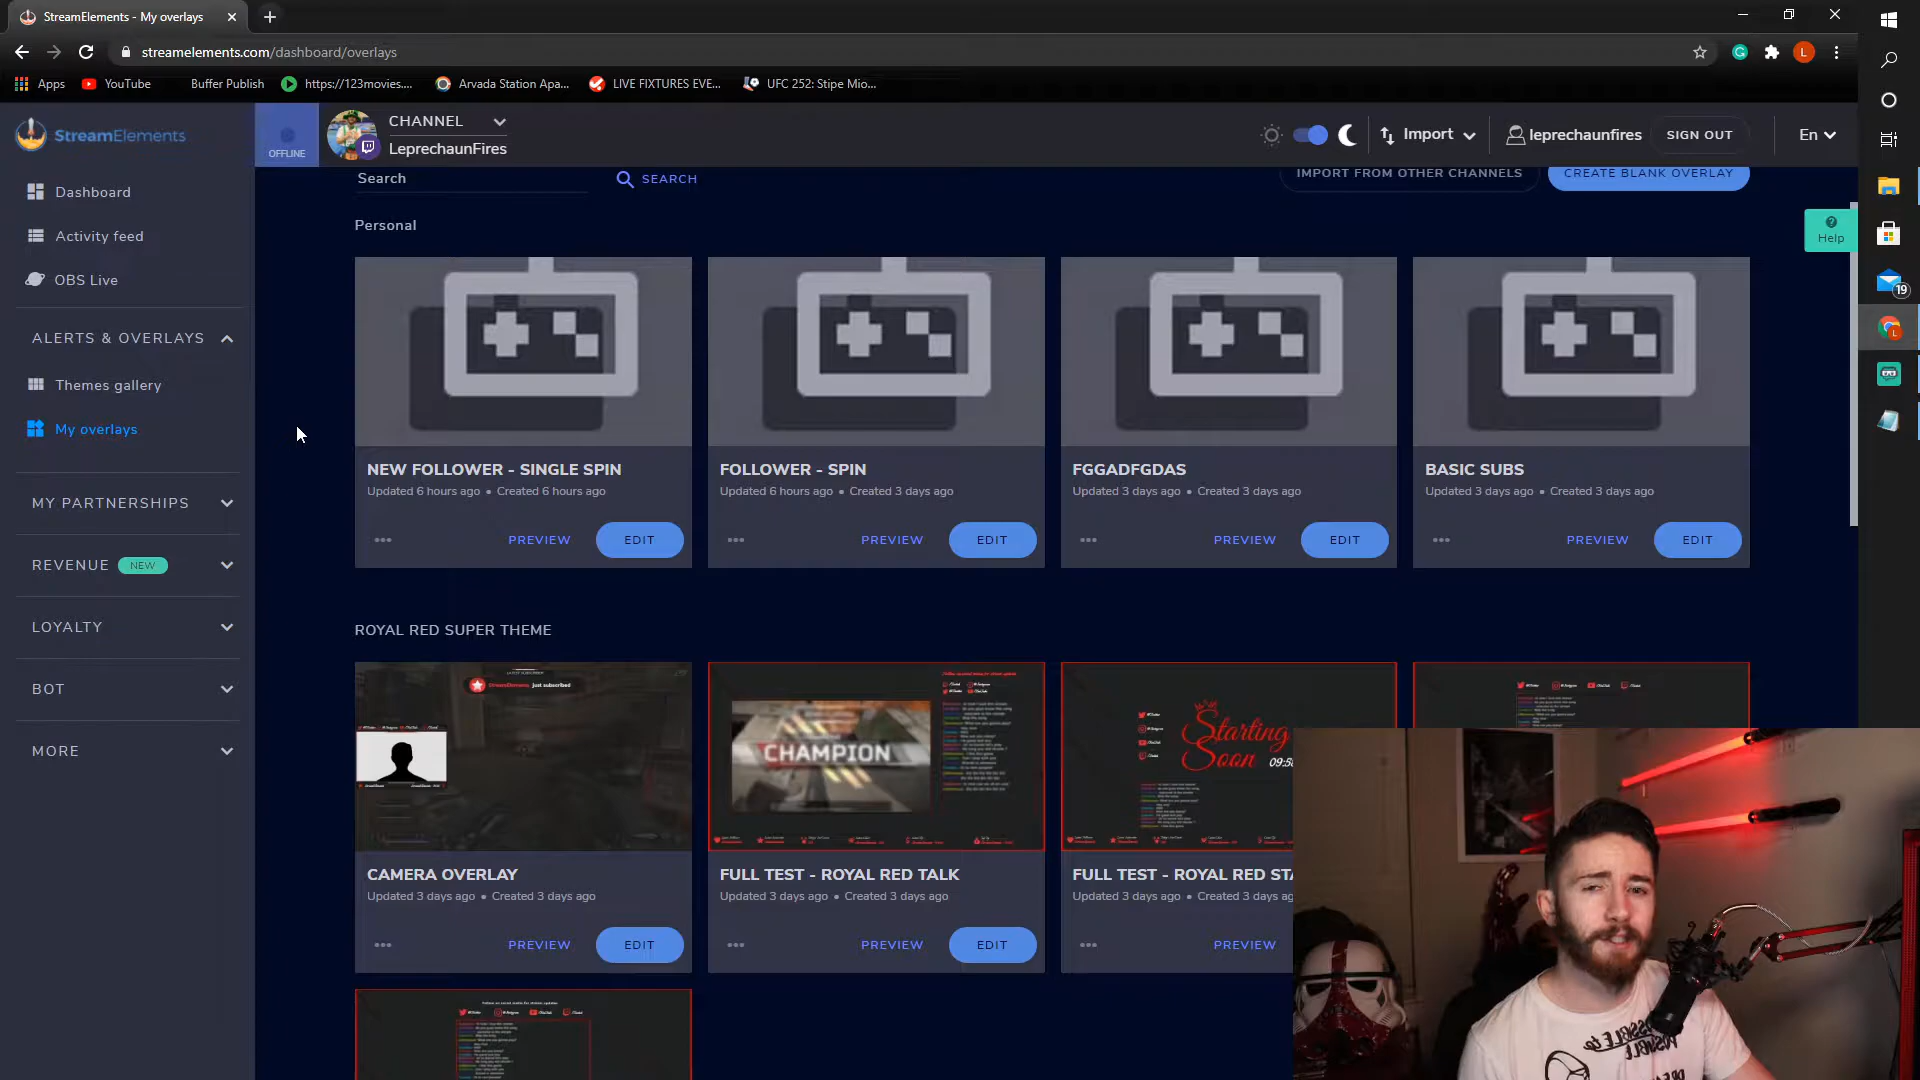 StreamElements - My overlays
streamelements.com/dashboard/overlays
L
Apps
YouTube
Buffer Publish
https://123movies....
Arvada Station Apa...
LIVE FIXTURES EVE...
UFC 252: Stipe Mio...
StreamElements
OFFLINE
CHANNEL
LeprechaunFires
Import
leprechaunfires
SIGN OUT
En
Search
SEARCH
IMPORT FROM OTHER CHANNELS
CREATE BLANK OVERLAY
Help
19
Dashboard
Activity feed
OBS Live
ALERTS & OVERLAYS
Themes gallery
My overlays
MY PARTNERSHIPS
REVENUE NEW
LOYALTY
BOT
MORE
Personal
NEW FOLLOWER - SINGLE SPIN
Updated 6 hours ago • Created 6 hours ago
PREVIEW
EDIT
FOLLOWER - SPIN
Updated 6 hours ago • Created 3 days ago
PREVIEW
EDIT
FGGADFGDAS
Updated 3 days ago • Created 3 days ago
PREVIEW
EDIT
BASIC SUBS
Updated 3 days ago • Created 3 days ago
PREVIEW
EDIT
ROYAL RED SUPER THEME
StreamElements just subscribed
CHAMPION
Starting
Soon
CAMERA OVERLAY
Updated 3 days ago • Created 3 days ago
PREVIEW
EDIT
FULL TEST - ROYAL RED TALK
Updated 3 days ago • Created 3 days ago
PREVIEW
EDIT
FULL TEST - ROYAL RED STA
Updated 3 days ago • Created 3 days ag
PREVIEW